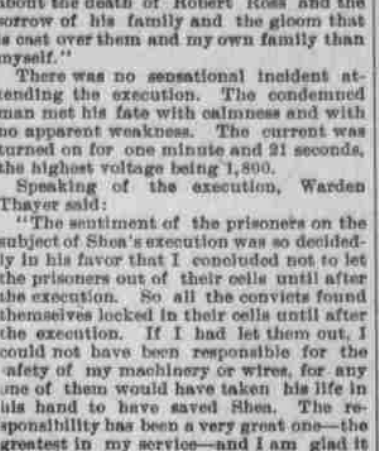 about the death of Robert Ross and the
sorrow of his family and the gloom that
is cast over them and my own family than
myself."
There was no sensational incident at-
tending the execution. The condemned
man met his fate with calmness and with
no apparent weakness. The current was
turned on for one minute and 21 seconds,
the highest voltage being 1,800.
Speaking of the execution, Warden
Thayer said:
"The sentiment of the prisoners on the
subject of Shea's execution was so decided-
ly in his favor that I concluded not to let
the prisoners out of their cells until after
the execution. So all the convicts found
themselves locked in their cells until after
the execution. If I had let them out, I
could not have been responsible for the
safety of my machinery or wires, for any
one of them would have taken his life in
his hand to have saved Shea. The re-
sponsibility has been a very great one—the
greatest in my service—and I am glad it